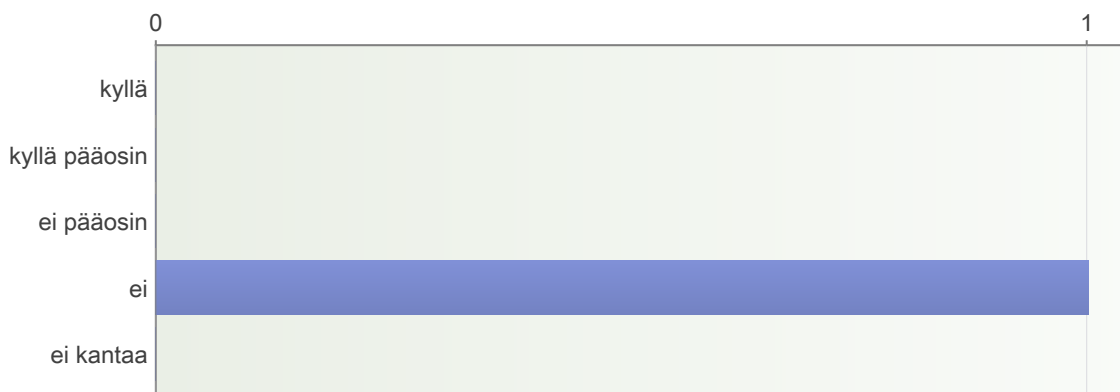 0 1
kyllä
kyllä pääosin
ei pääosin
ei
ei kantaa